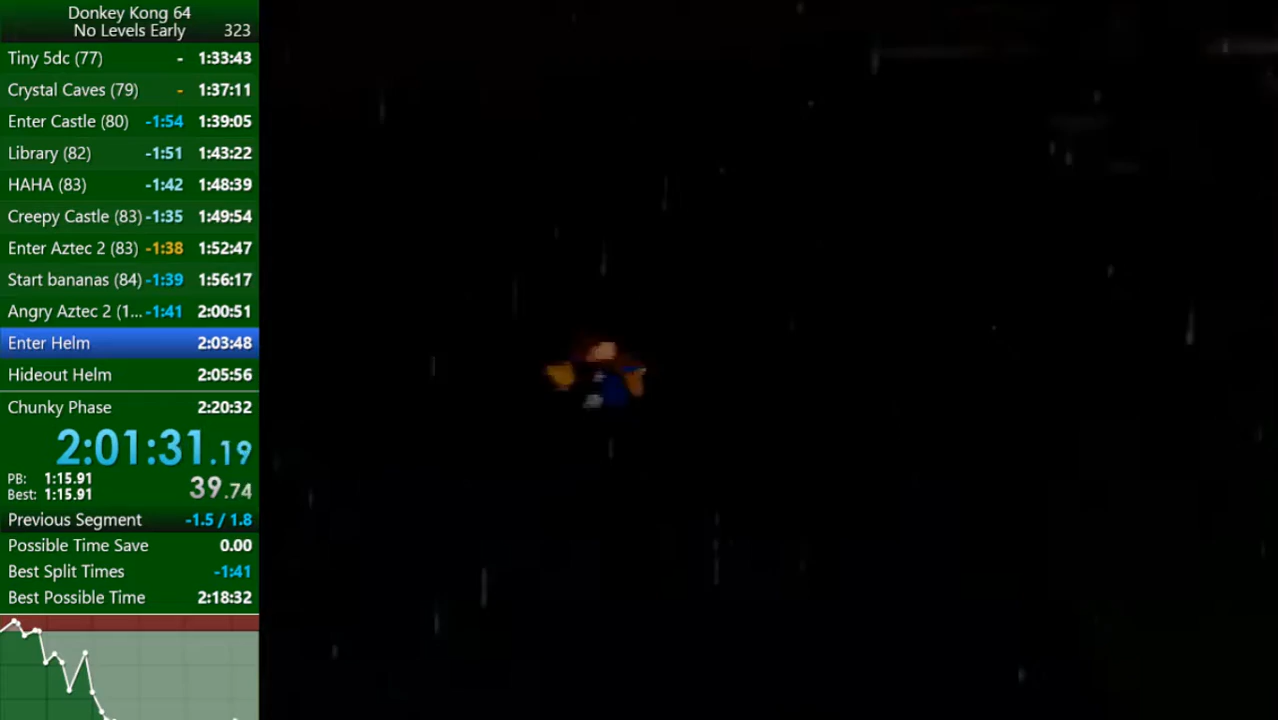 Donkey Kong 64
No Levels Early 323
Tiny 5dc (77) - 1:33:43
Crystal Caves (79) - 1:37:11
Enter Castle (80) -1:54 1:39:05
Library (82) -1:51 1:43:22
HAHA (83) -1:42 1:48:39
Creepy Castle (83) -1:35 1:49:54
Enter Aztec 2 (83) -1:38 1:52:47
Start bananas (84) -1:39 1:56:17
Angry Aztec 2 (1... -1:41 2:00:51
Enter Helm 2:03:48
Hideout Helm 2:05:56
Chunky Phase 2:20:32
2:01:31.19
PB: 1:15.91
Best: 1:15.91
39.74
Previous Segment -1.5 / 1.8
Possible Time Save 0.00
Best Split Times -1:41
Best Possible Time 2:18:32